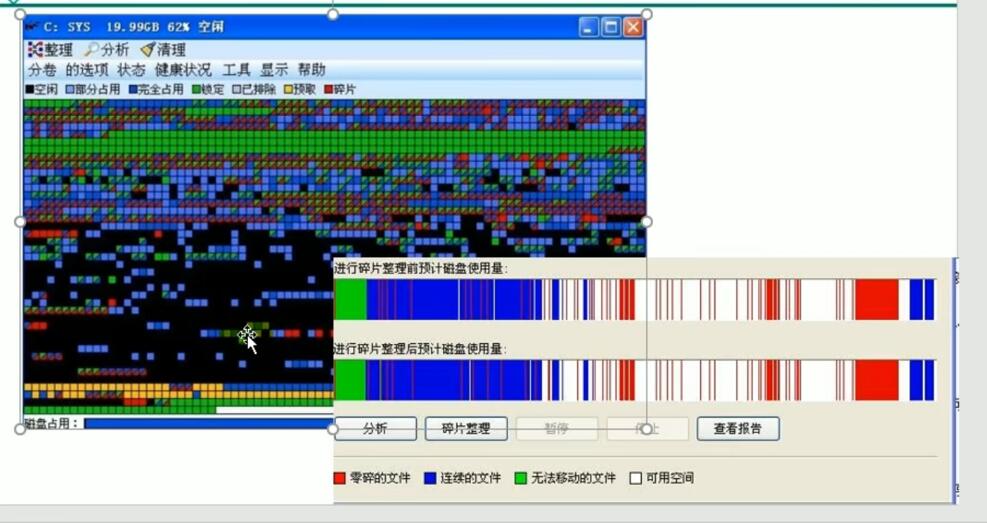 C: SYS 19.99GB 62% 空闲
整理 分析 清理
分卷 的选项 状态 健康状况 工具 显示 帮助
空闲 部分占用 完全占用 锁定 已排除 预取 碎片
进行碎片整理前预计磁盘使用量:
进行碎片整理后预计磁盘使用量:
磁盘占用：
分析 碎片整理 暂停 止 查看报告
零碎的文件 连续的文件 无法移动的文件 可用空间